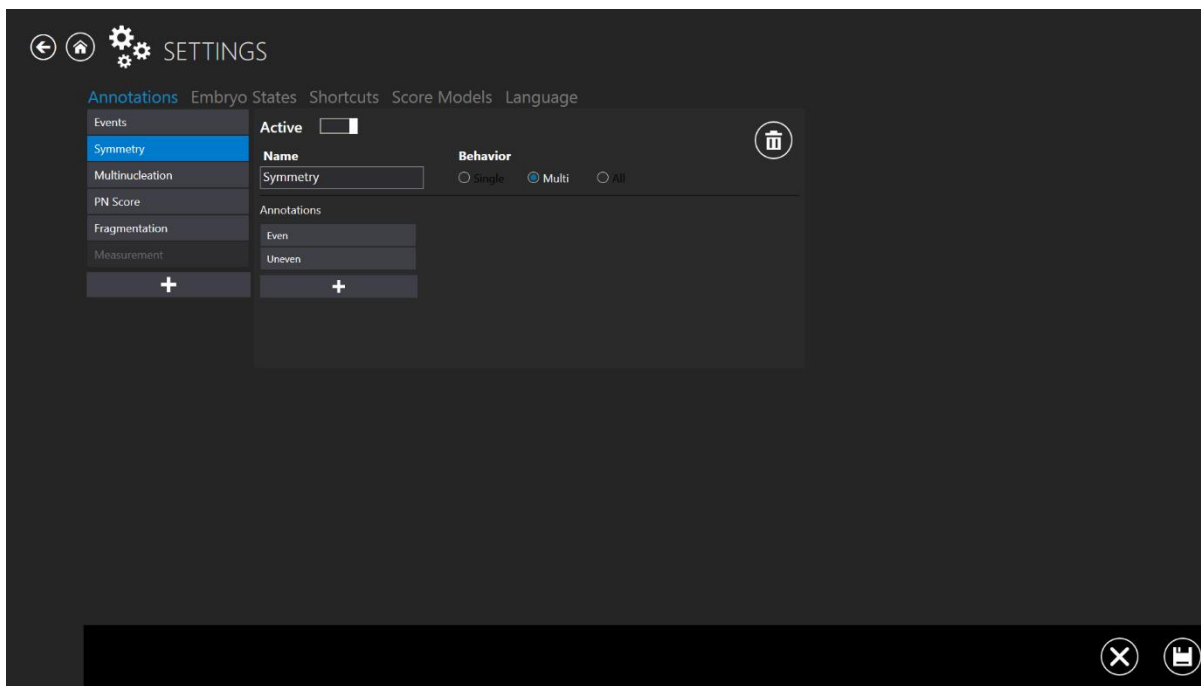 SETTINGS
Annotations Embryo States Shortcuts Score Models Language
Events
Symmetry
Multinucleation
PN Score
Fragmentation
Measurement
Active
Name
Symmetry
Behavior
Single Multi All
Annotations
Even
Uneven